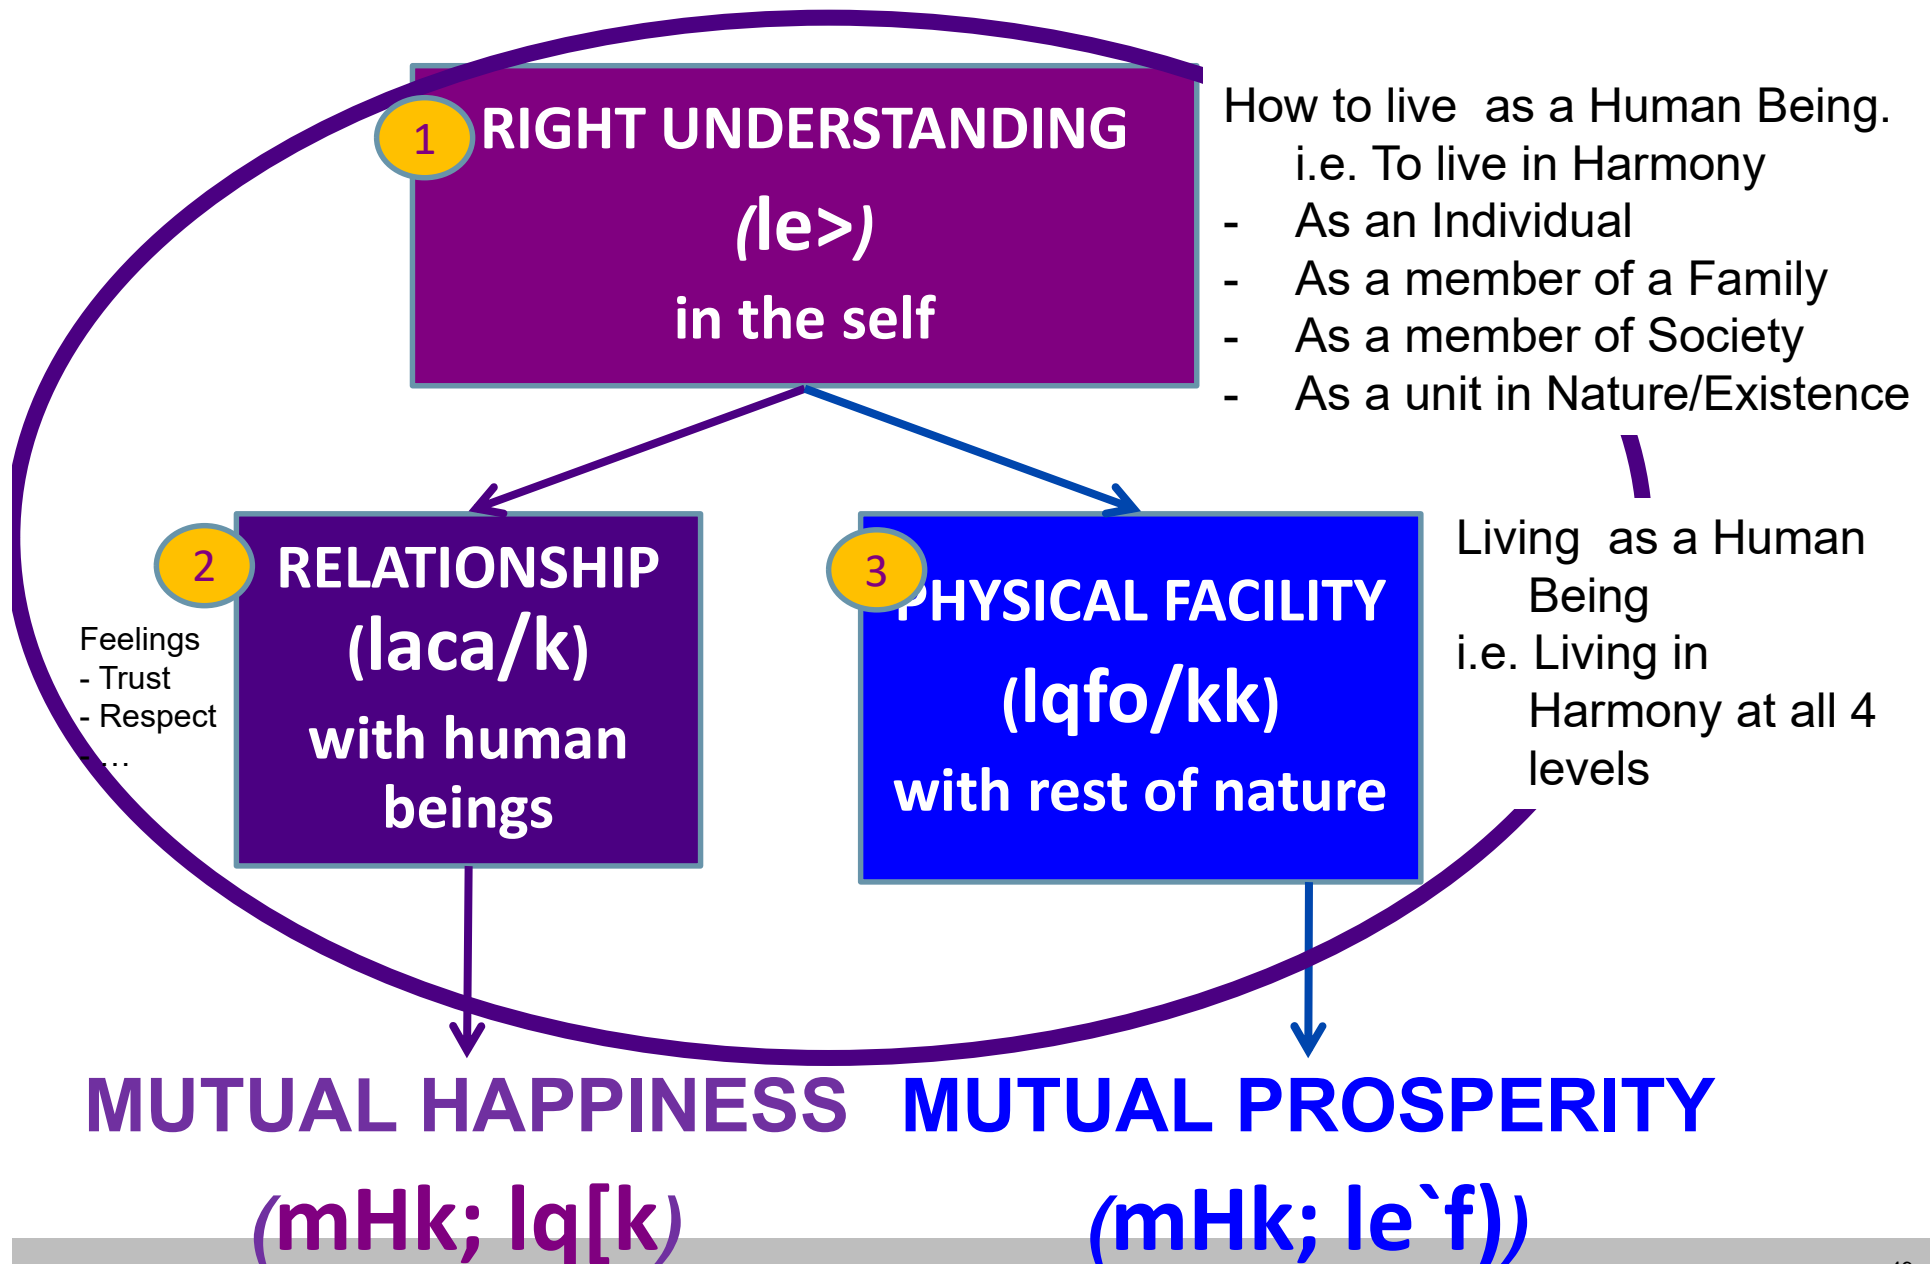 1
RIGHT UNDERSTANDING
(le>)
in the self
How to live as a Human Being.
i.e. To live in Harmony
- As an Individual
- As a member of a Family
- As a member of Society
- As a unit in Nature/Existence
2
RELATIONSHIP
(laca/k)
with human
beings
Feelings
- Trust
- Respect
- …
3
PHYSICAL FACILITY
(lqfo/kk)
with rest of nature
Living as a Human
Being
i.e. Living in
Harmony at all 4
levels
MUTUAL HAPPINESS
(mHk; lq[k)
MUTUAL PROSPERITY
(mHk; le`f))